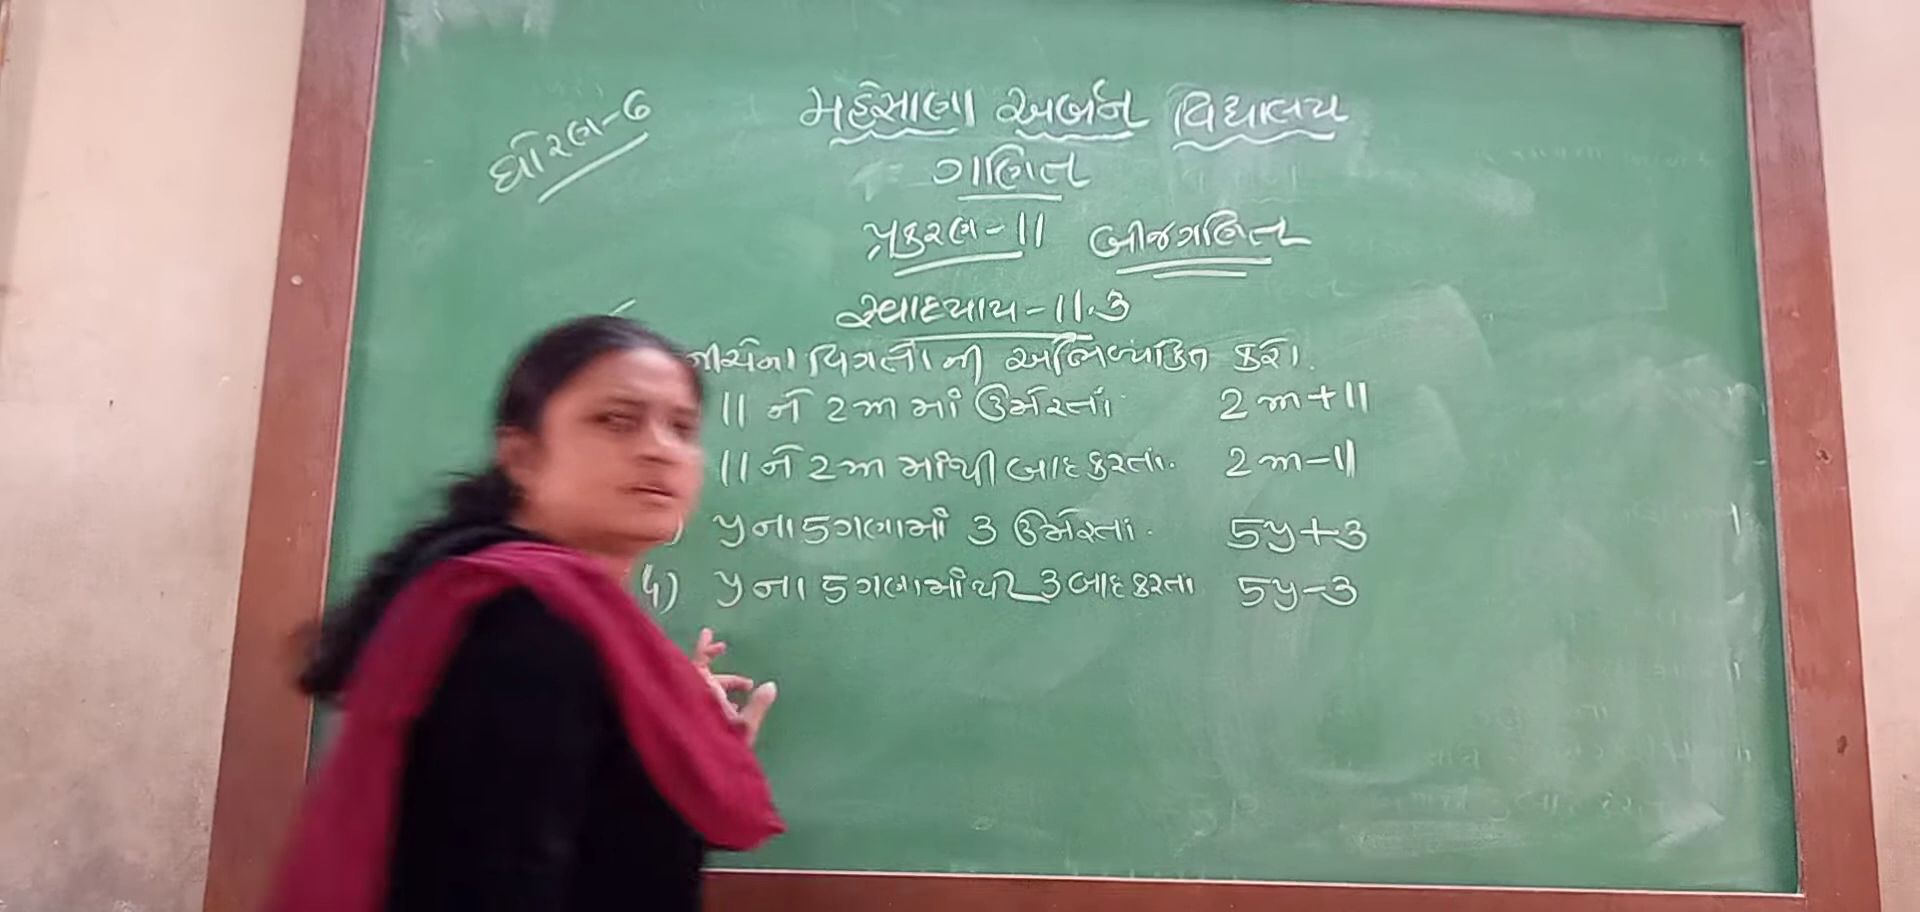 ધોરણ-૬
મહેસાણા અર્બન વિદ્યાલય
ગણિત
પ્રકરણ-11 બીજગણિત
સ્વાધ્યાય-11.3
નીચેના વિગતોની અભિવ્યકિત કરો.
11 ને 2m માં ઉમેરતાં. 2m+11
11 ને 2m માંથી બાદ કરતા. 2m-11
) y ના 5 ગણામાં 3 ઉમેરતા. 5y+3
) y ના 5 ગણામાંથી 3 બાદ કરતા 5y-3